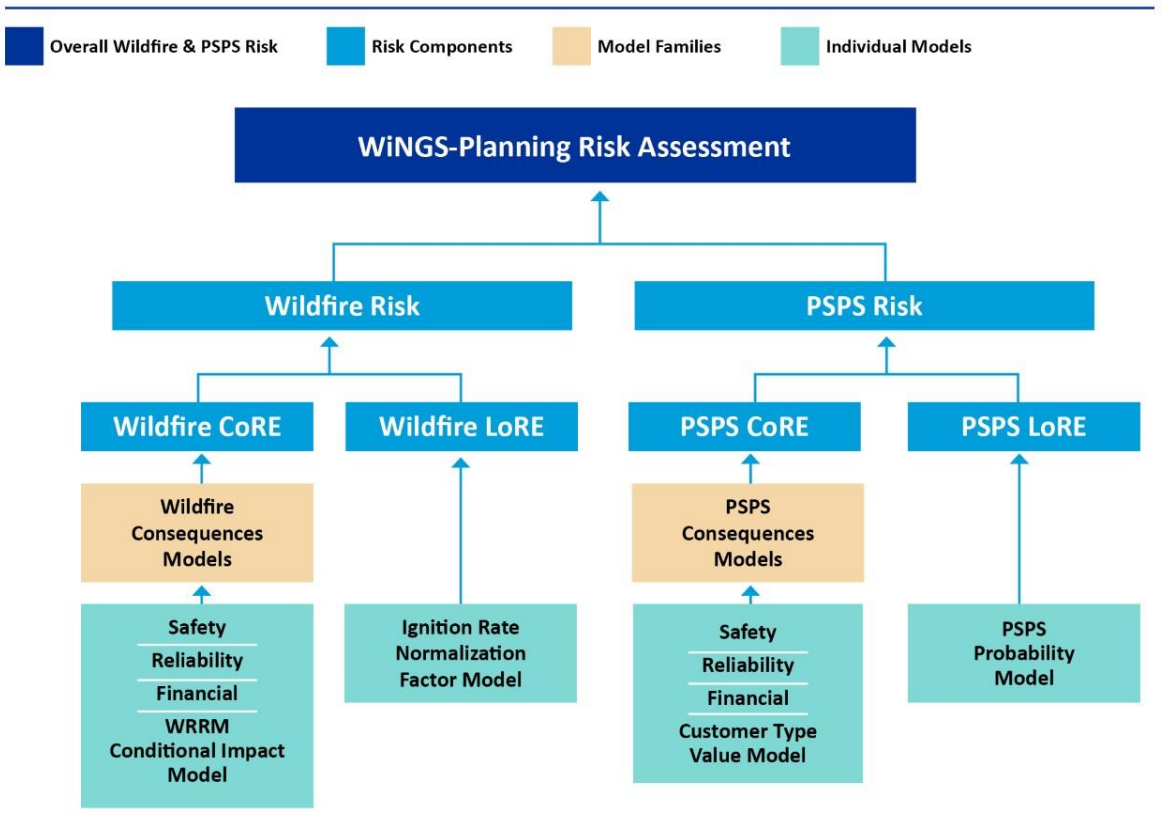 Overall Wildfire & PSPS Risk
Risk Components
Model Families
Individual Models
WiNGS-Planning Risk Assessment
Wildfire Risk
PSPS Risk
Wildfire CoRE
Wildfire LoRE
PSPS CoRE
PSPS LoRE
Wildfire
Consequences
Models
PSPS
Consequences
Models
Safety
Reliability
Financial
WRRM
Conditional Impact
Model
Ignition Rate
Normalization
Factor Model
Safety
Reliability
Financial
Customer Type
Value Model
PSPS
Probability
Model